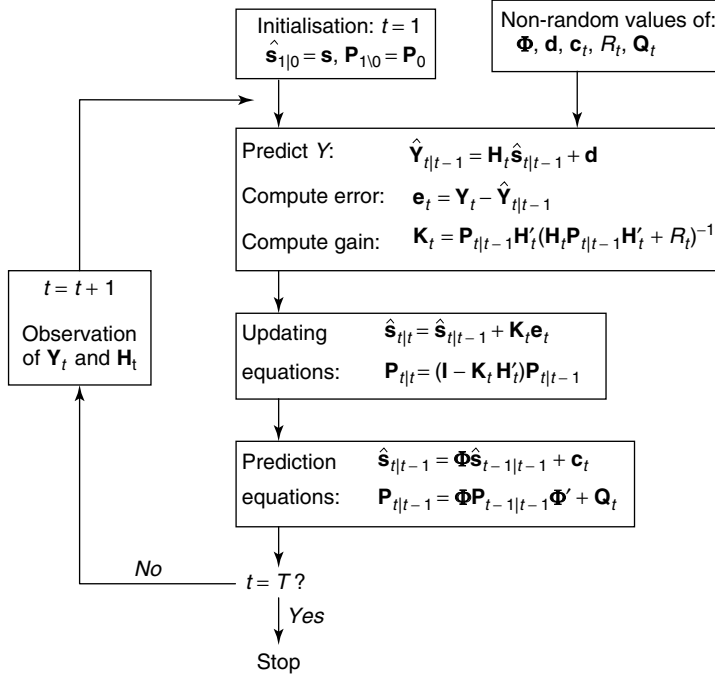 Initialisation: t = 1
ŝ₁|₀ = s, P₁\₀ = P₀
Non-random values of:
Φ, d, cₜ, Rₜ, Qₜ
Predict Y: Ŷₜ|ₜ₋₁ = Hₜŝₜ|ₜ₋₁ + d
Compute error: eₜ = Yₜ – Ŷₜ|ₜ₋₁
Compute gain: Kₜ = Pₜ|ₜ₋₁H′ₜ(HₜPₜ|ₜ₋₁H′ₜ + Rₜ)⁻¹
t = t + 1
Observation
of Yₜ and Hₜ
Updating ŝₜ|ₜ = ŝₜ|ₜ₋₁ + Kₜeₜ
equations: Pₜ|ₜ = (I – KₜH′ₜ)Pₜ|ₜ₋₁
Prediction ŝₜ|ₜ₋₁ = Φŝₜ₋₁|ₜ₋₁ + cₜ
equations: Pₜ|ₜ₋₁ = ΦPₜ₋₁|ₜ₋₁Φ′ + Qₜ
No
t = T ?
Yes
Stop